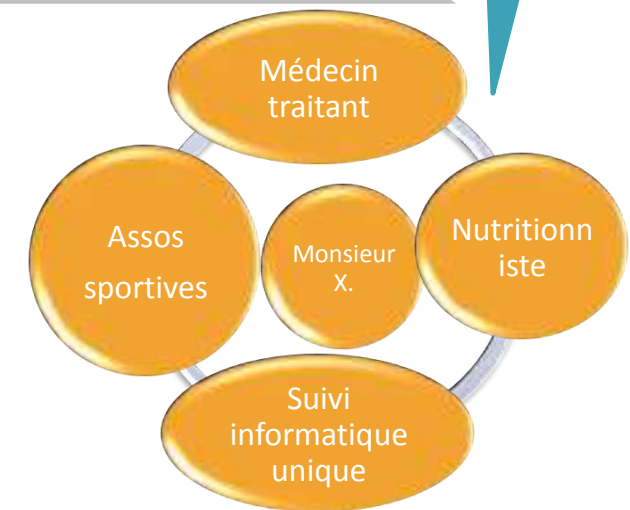 Médecin
traitant
Assos
sportives
Monsieur
X.
Nutritionn
iste
Suivi
informatique
unique